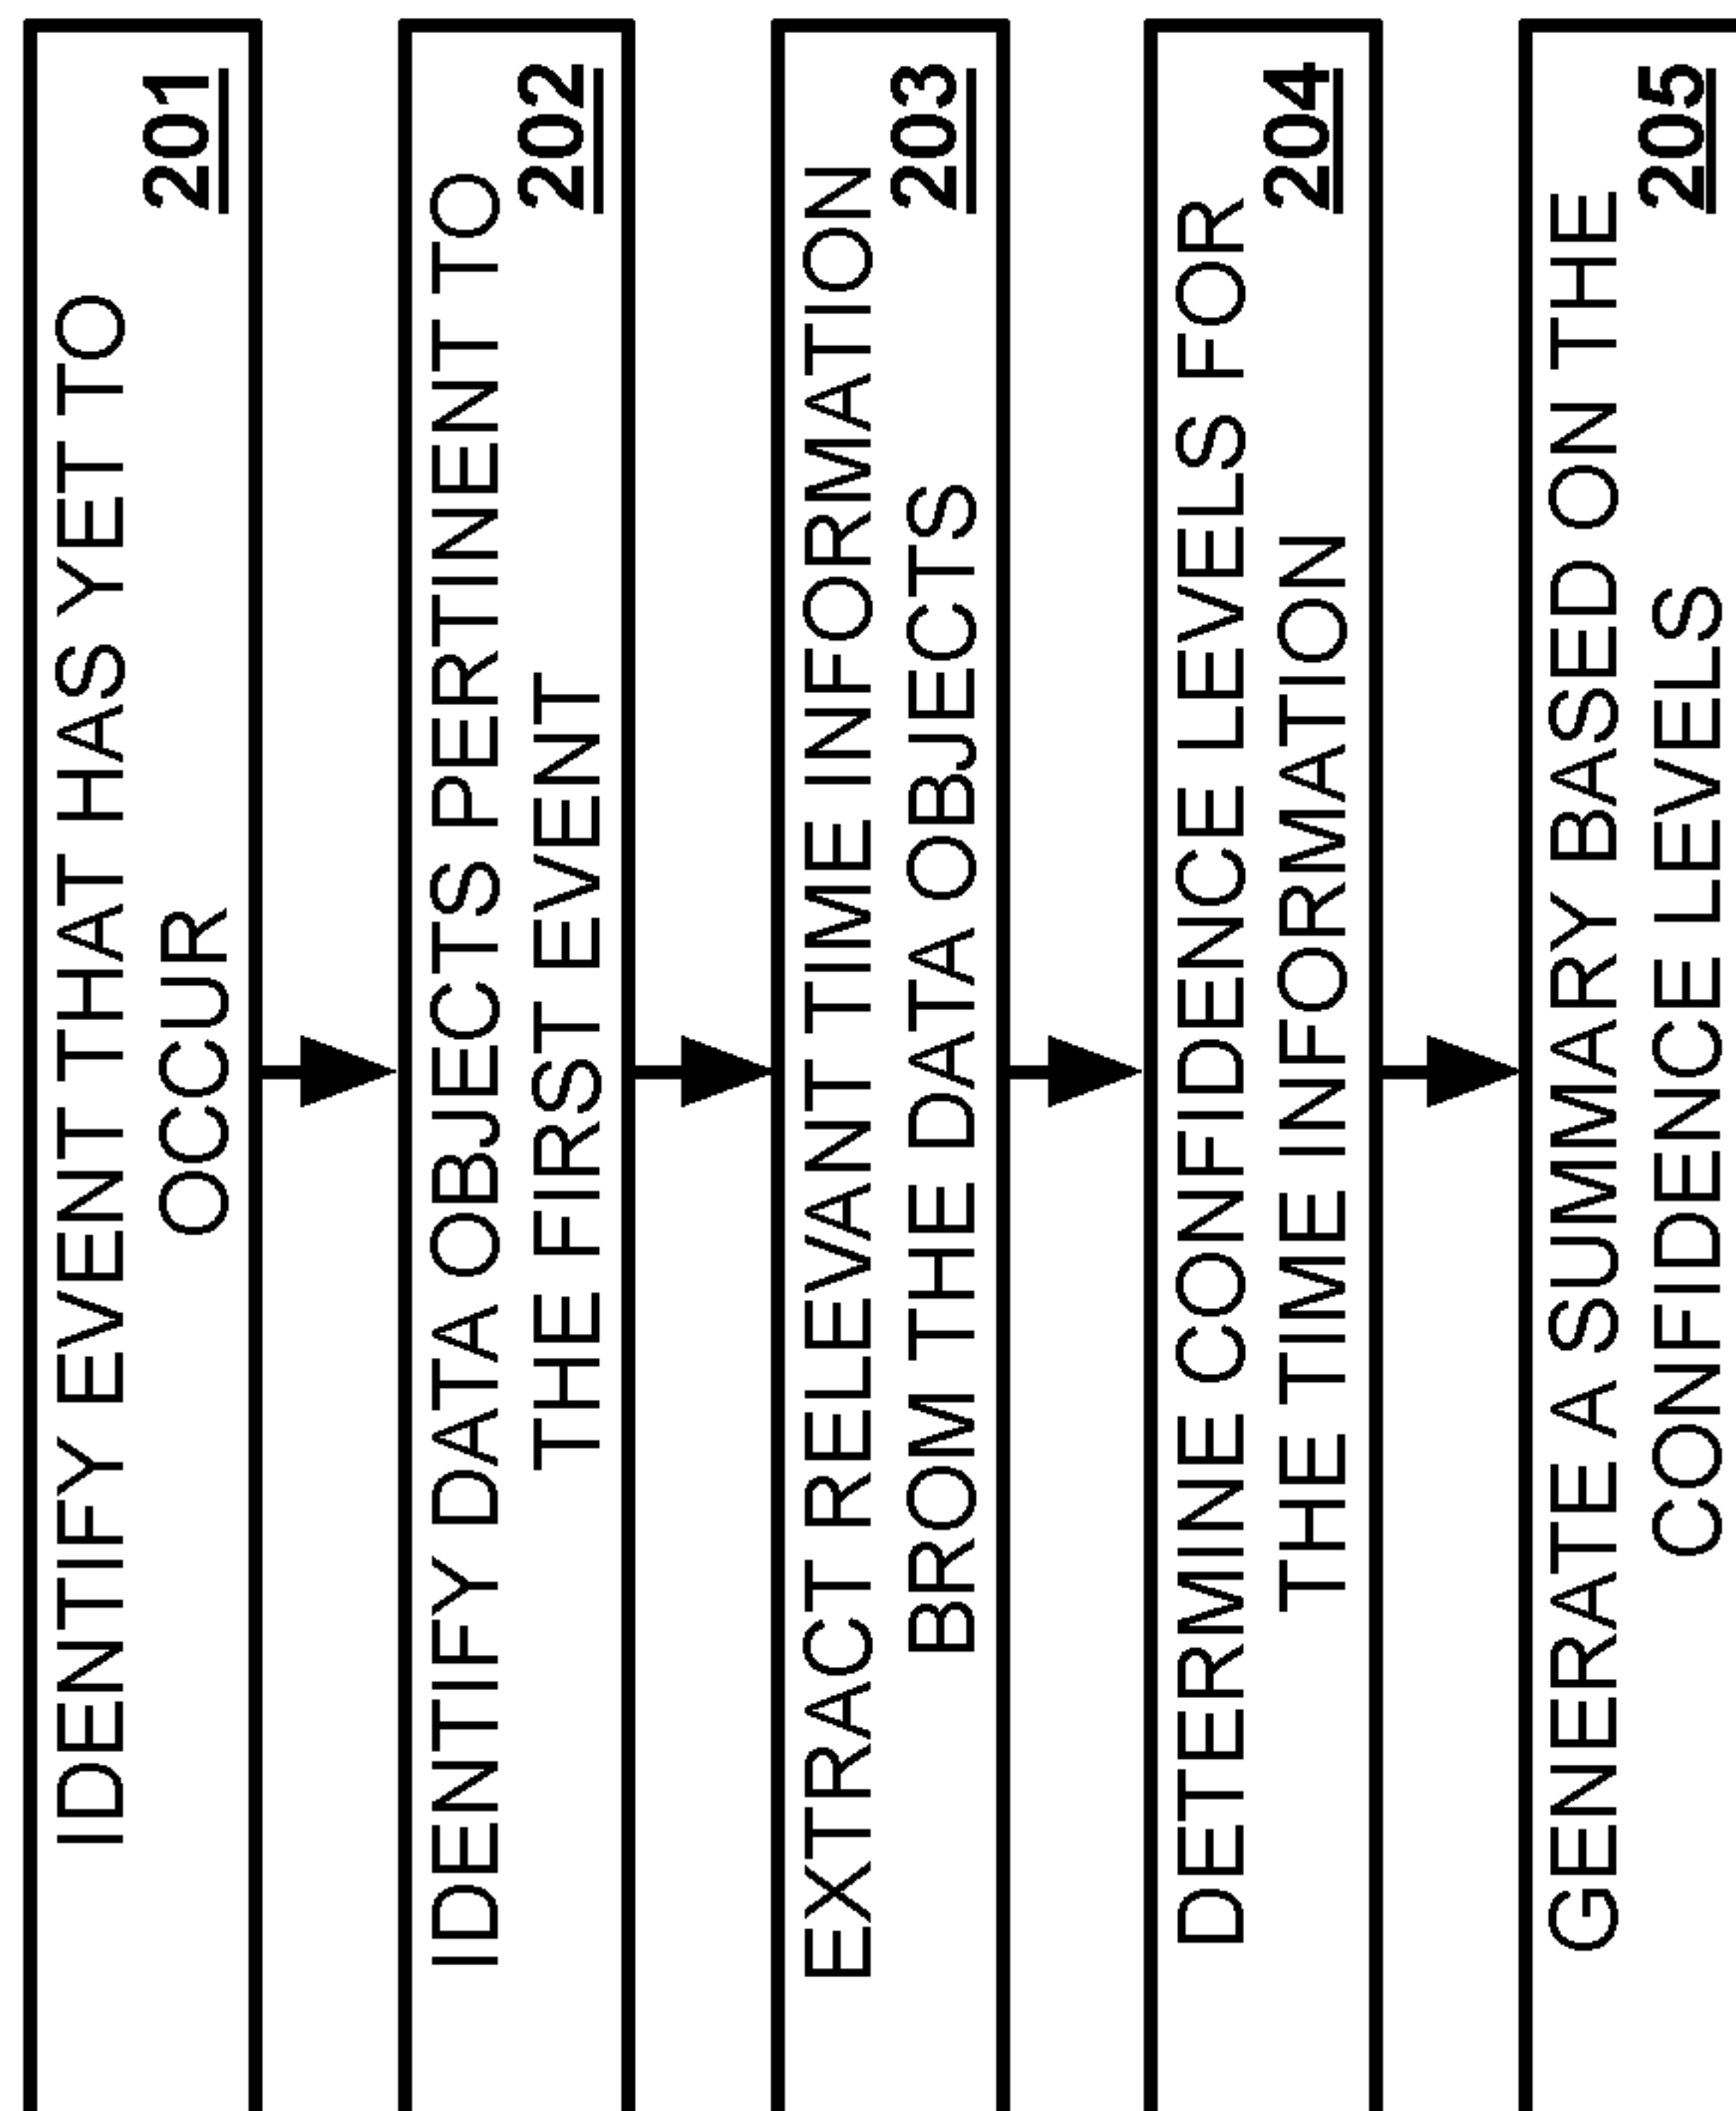 IDENTIFY EVENT THAT HAS YET TO
OCCUR
201
IDENTIFY DATA OBJECTS PERTINENT TO
THE FIRST EVENT
202
EXTRACT RELEVANT TIME INFORMATION
BROM THE DATA OBJECTS
203
DETERMINE CONFIDENCE LEVELS FOR
THE TIME INFORMATION
204
GENERATE A SUMMARY BASED ON THE
CONFIDENCE LEVELS
205